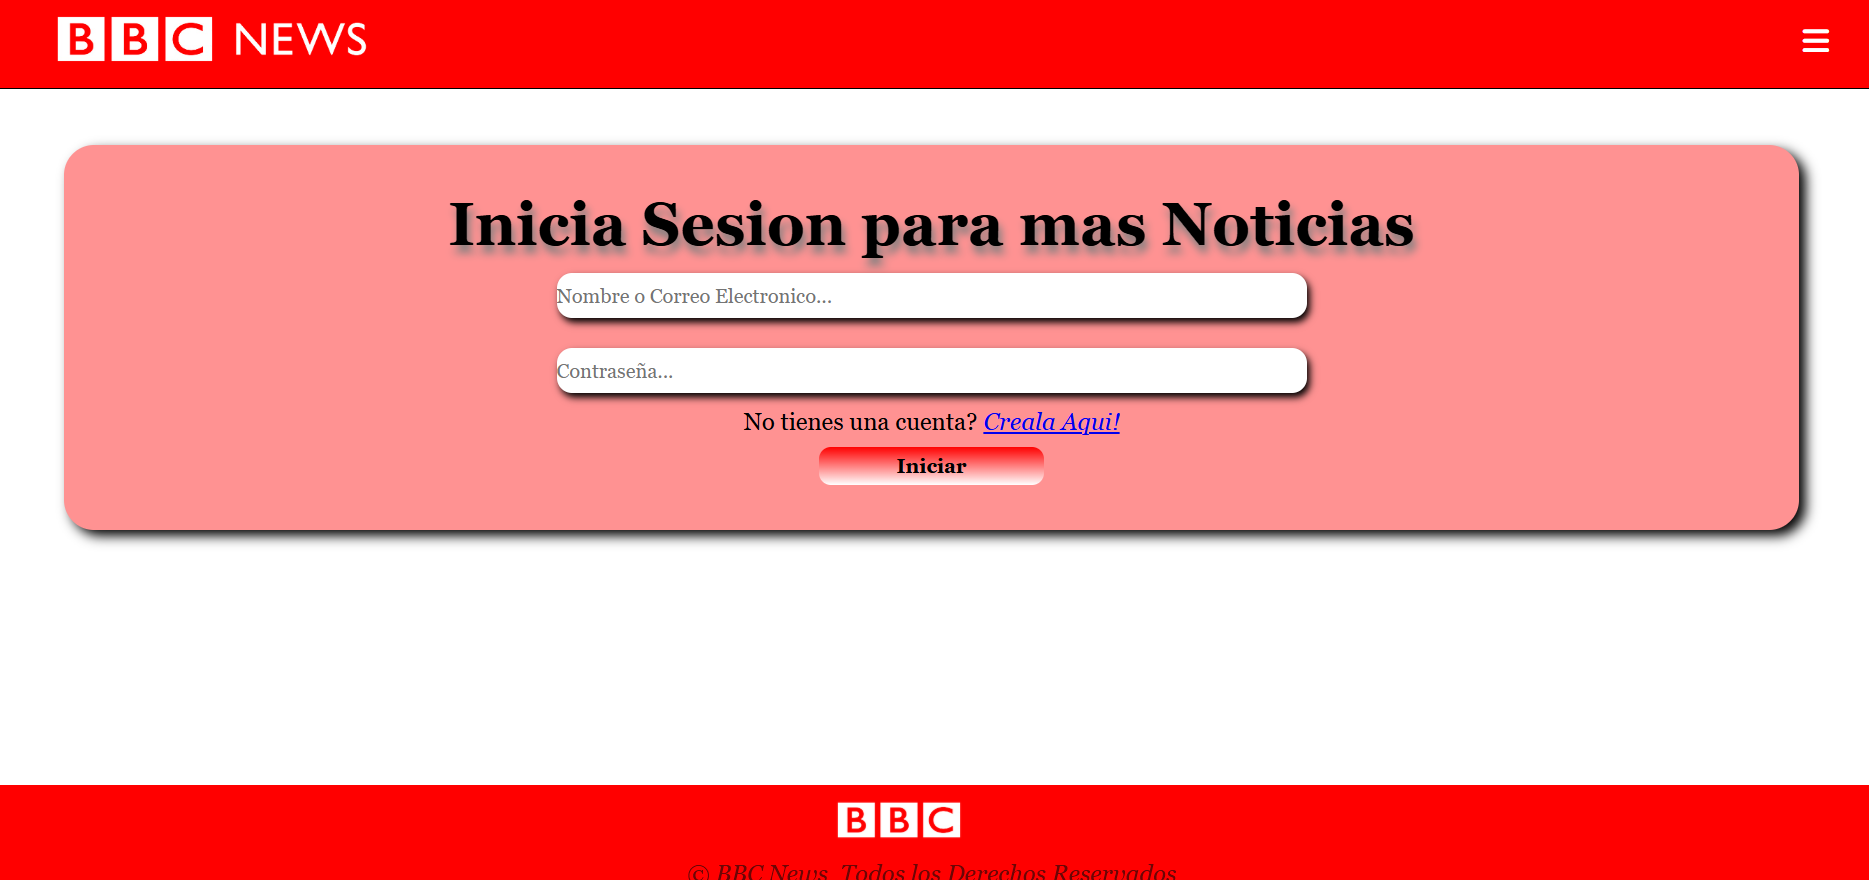 BBC NEWS
Inicia Sesion para mas Noticias
Nombre o Correo Electronico...
Contraseña...
No tienes una cuenta? Creala Aqui!
Iniciar
BBC
© BBC News. Todos los Derechos Reservados